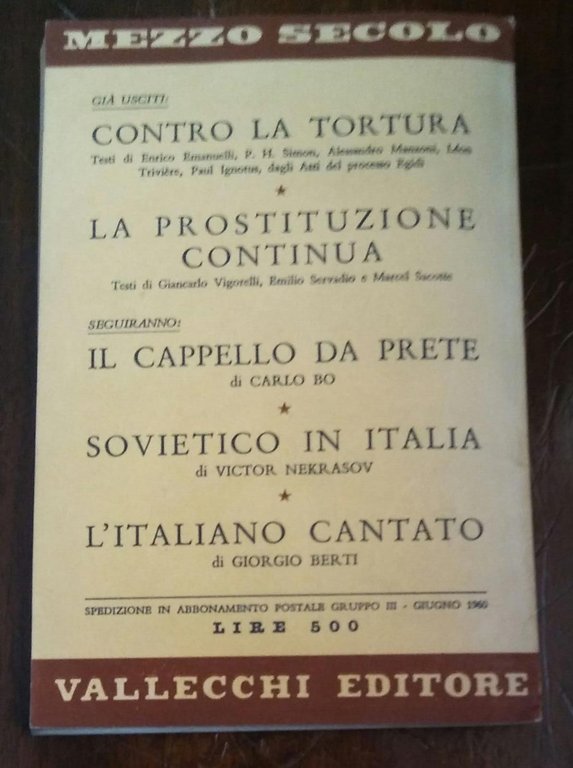 MEZZO SECOLO
GIÀ USCITI:
CONTRO LA TORTURA
Testi di Enrico Emanuelli, P. H. Simon, Alessandro Manzoni, Mon
Trivière, Paul Ignotus, dagli Atti del processo Egidi
LA PROSTITUZIONE
CONTINUA
Testi di Giancarlo Vigorelli, Emilio Servadio e Marcel Sacotte
SEGUIRANNO:
IL CAPPELLO DA PRETE
di CARLO BO
SOVIETICO IN ITALIA
di VICTOR NEKRASOV
L'ITALIANO CANTATO
di GIORGIO BERTI
SPEDIZIONE IN ABBONAMENTO POSTALE GRUPPO III - GIUGNO 1960
LIRE 500
VALLECCHI EDITORE